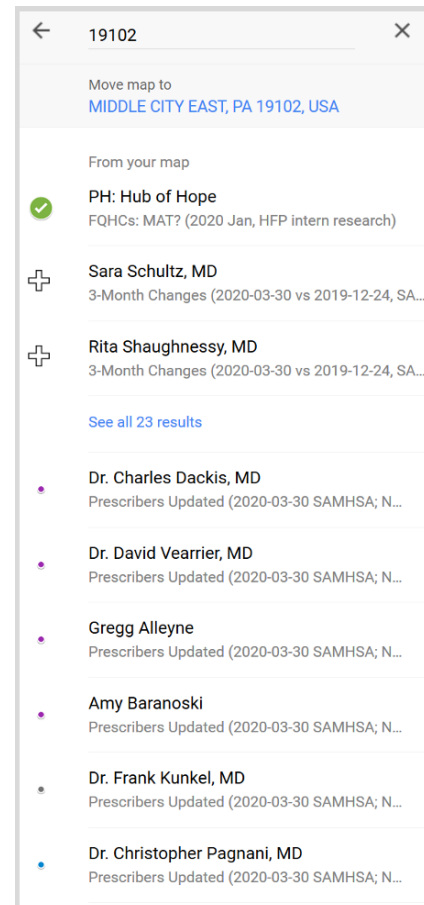 19102
Move map to
MIDDLE CITY EAST, PA 19102, USA
From your map
PH: Hub of Hope
FQHCs: MAT? (2020 Jan, HFP intern research)
Sara Schultz, MD
3-Month Changes (2020-03-30 vs 2019-12-24, SA...
Rita Shaughnessy, MD
3-Month Changes (2020-03-30 vs 2019-12-24, SA...
See all 23 results
Dr. Charles Dackis, MD
Prescribers Updated (2020-03-30 SAMHSA; N...
Dr. David Vearrier, MD
Prescribers Updated (2020-03-30 SAMHSA; N...
Gregg Alleyne
Prescribers Updated (2020-03-30 SAMHSA; N...
Amy Baranoski
Prescribers Updated (2020-03-30 SAMHSA; N...
Dr. Frank Kunkel, MD
Prescribers Updated (2020-03-30 SAMHSA; N...
Dr. Christopher Pagnani, MD
Prescribers Updated (2020-03-30 SAMHSA; N...